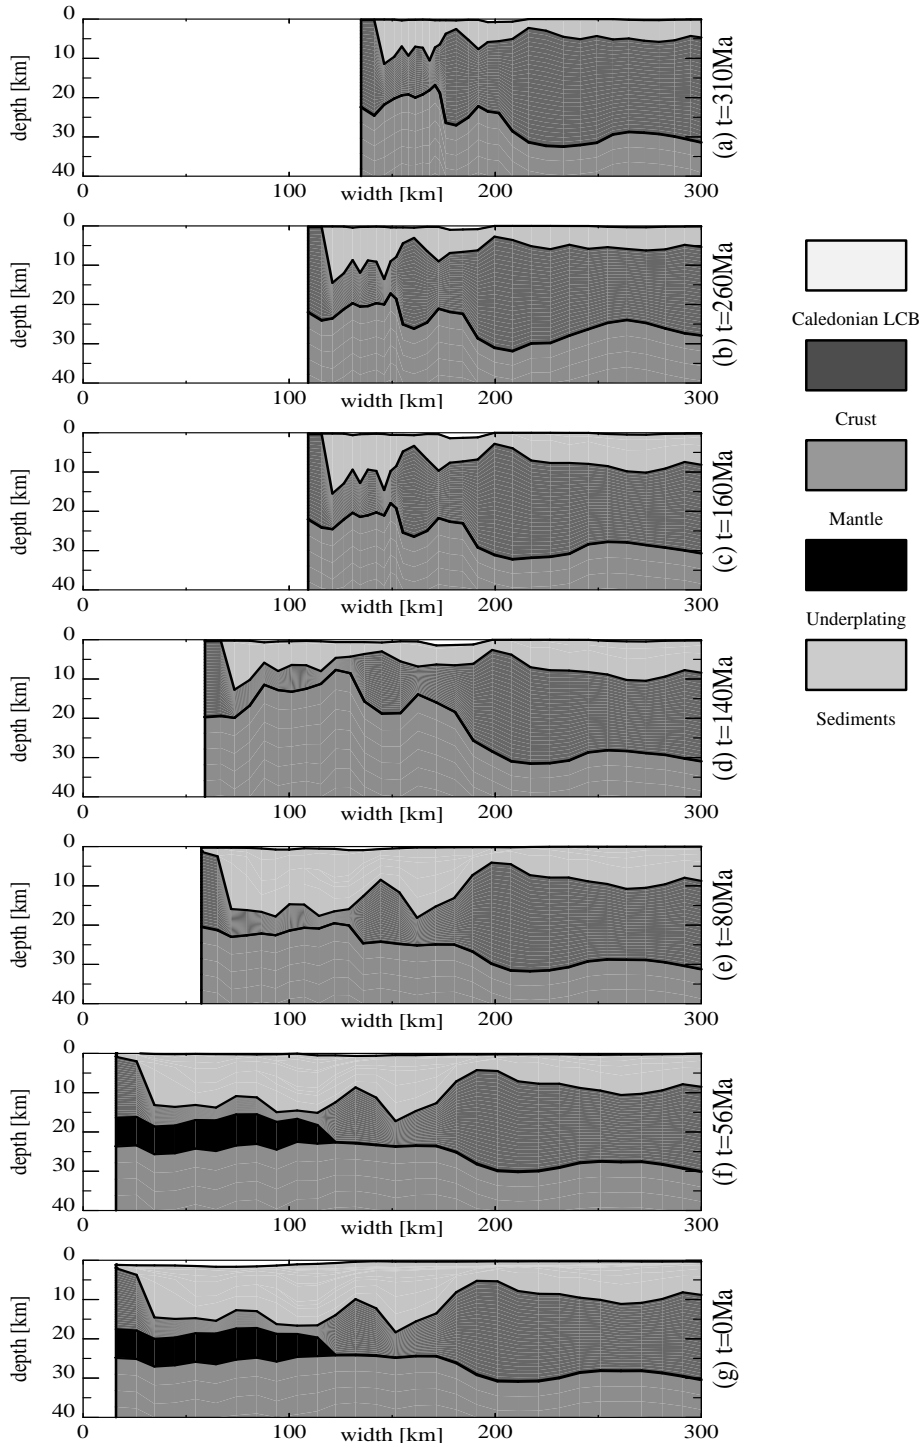 0
10
20
30
40
depth [km]
0
100
200
300
width [km]
(a) t=310Ma
0
10
20
30
40
depth [km]
0
100
200
300
width [km]
(b) t=260Ma
0
10
20
30
40
depth [km]
0
100
200
300
width [km]
(c) t=160Ma
0
10
20
30
40
depth [km]
0
100
200
300
width [km]
(d) t=140Ma
0
10
20
30
40
depth [km]
0
100
200
300
width [km]
(e) t=80Ma
0
10
20
30
40
depth [km]
0
100
200
300
width [km]
(f) t=56Ma
0
10
20
30
40
depth [km]
0
100
200
300
width [km]
(g) t=0Ma
Caledonian LCB
Crust
Mantle
Underplating
Sediments